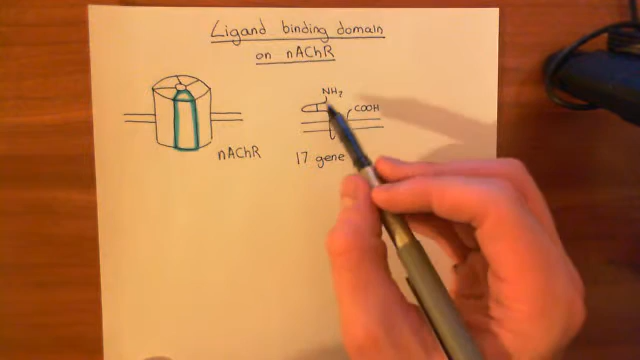 Ligand binding domain
on nAChR
NH₂
COOH
nAChR
17 gene